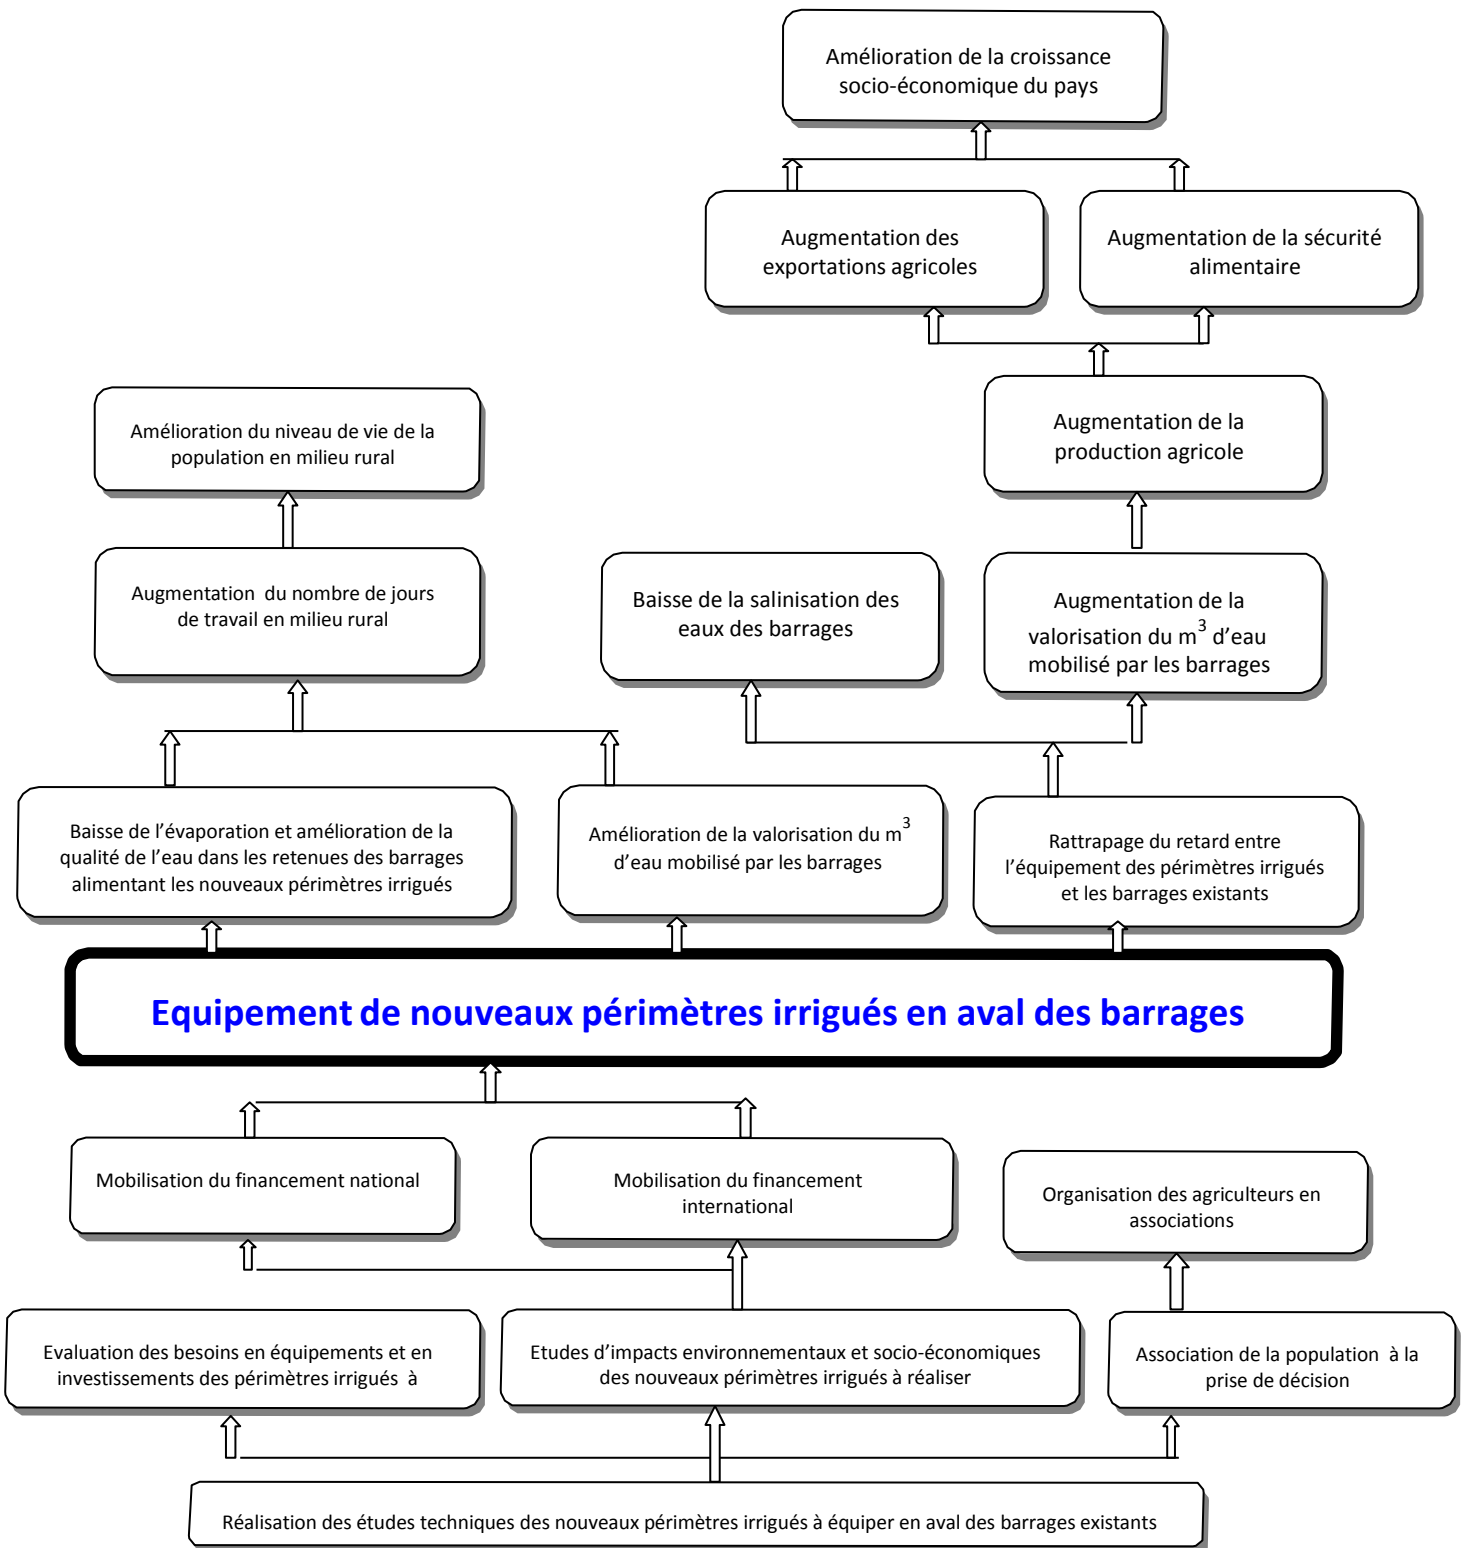 Amélioration de la croissance
socio-économique du pays
Augmentation des
exportations agricoles
Augmentation de la sécurité
alimentaire
Amélioration du niveau de vie de la
population en milieu rural
Augmentation de la
production agricole
Augmentation du nombre de jours
de travail en milieu rural
Baisse de la salinisation des
eaux des barrages
Augmentation de la
valorisation du m³ d’eau
mobilisé par les barrages
Baisse de l’évaporation et amélioration de la
qualité de l’eau dans les retenues des barrages
alimentant les nouveaux périmètres irrigués
Amélioration de la valorisation du m³
d’eau mobilisé par les barrages
Rattrapage du retard entre
l’équipement des périmètres irrigués
et les barrages existants
Equipement de nouveaux périmètres irrigués en aval des barrages
Mobilisation du financement national
Mobilisation du financement
international
Organisation des agriculteurs en
associations
Evaluation des besoins en équipements et en
investissements des périmètres irrigués à
Etudes d’impacts environnementaux et socio-économiques
des nouveaux périmètres irrigués à réaliser
Association de la population à la
prise de décision
Réalisation des études techniques des nouveaux périmètres irrigués à équiper en aval des barrages existants